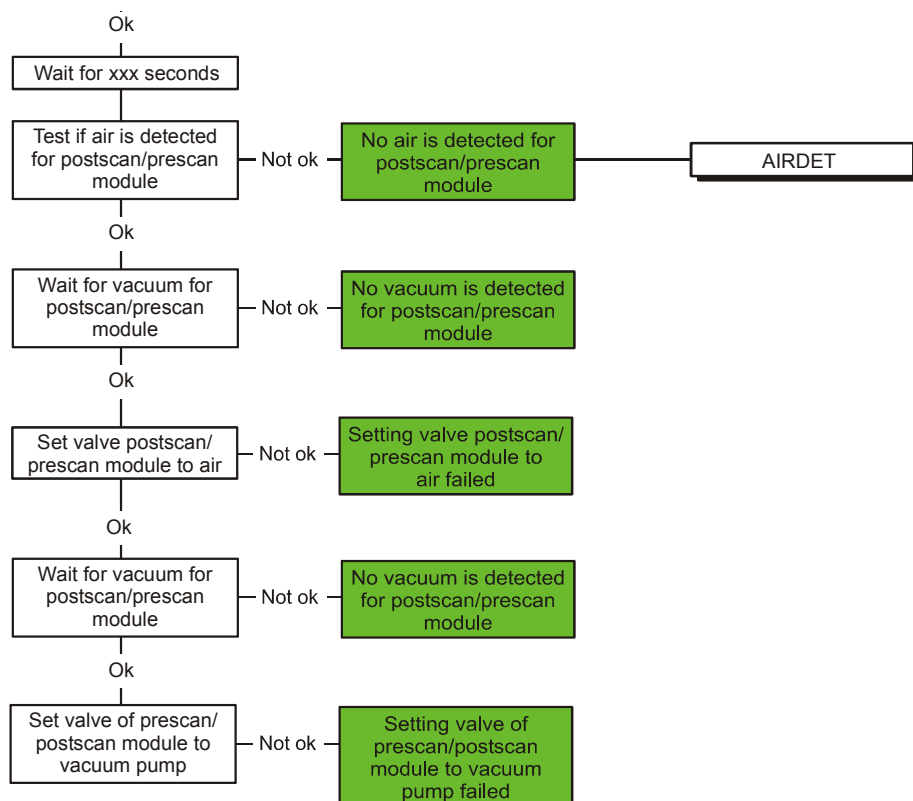 Ok
Wait for xxx seconds
Test if air is detected
for postscan/prescan
module
Not ok
No air is detected for
postscan/prescan
module
AIRDET
Ok
Wait for vacuum for
postscan/prescan
module
Not ok
No vacuum is detected
for postscan/prescan
module
Ok
Set valve postscan/
prescan module to air
Not ok
Setting valve postscan/
prescan module to
air failed
Ok
Wait for vacuum for
postscan/prescan
module
Not ok
No vacuum is detected
for postscan/prescan
module
Ok
Set valve of prescan/
postscan module to
vacuum pump
Not ok
Setting valve of
prescan/postscan
module to vacuum
pump failed